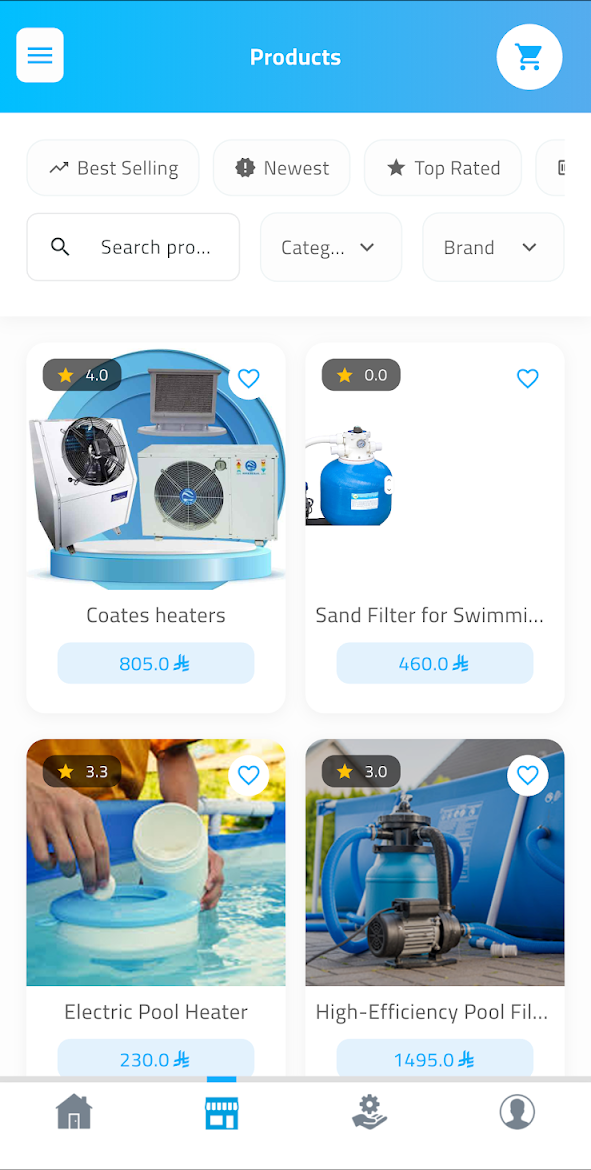 Products
Best Selling
Newest
Top Rated
Search pro...
Categ...
Brand
4.0
0.0
Coates heaters
Sand Filter for Swimmi...
805.0
460.0
3.3
3.0
Electric Pool Heater
High-Efficiency Pool Fil...
230.0
1495.0